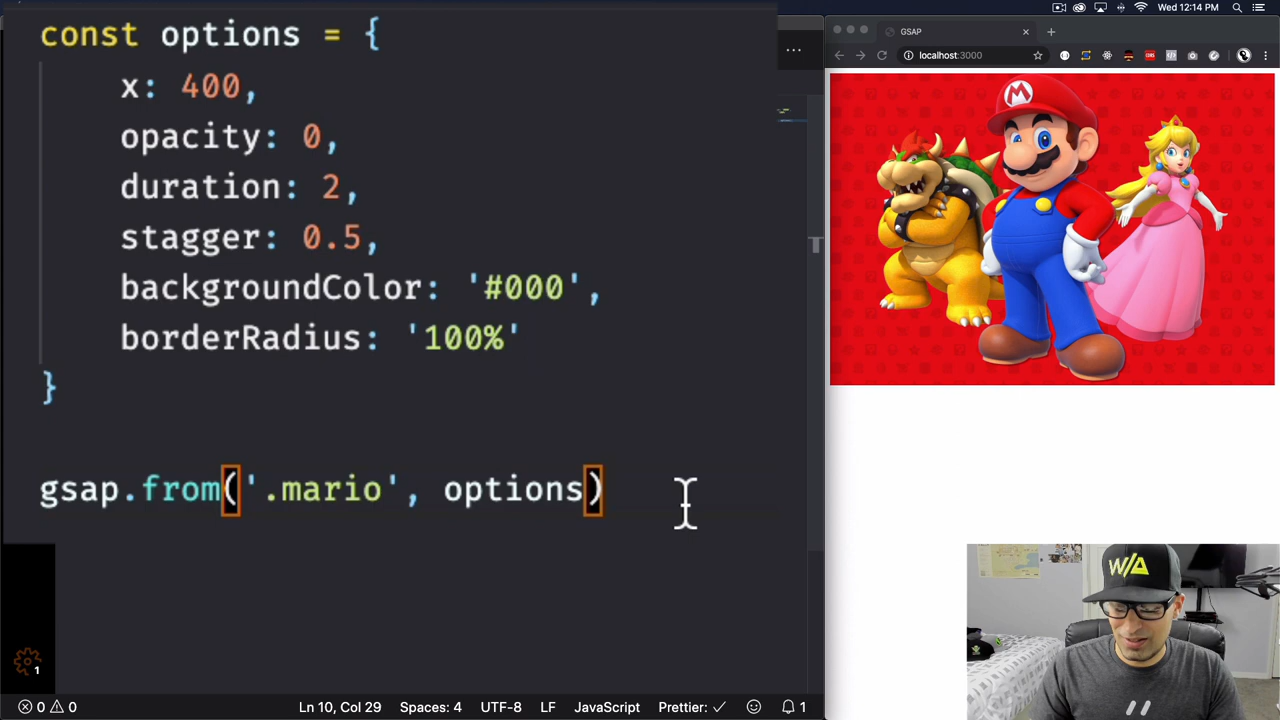 Wed 12:14 PM
GSAP
localhost:3000
const options = {
x: 400,
opacity: 0,
duration: 2,
stagger: 0.5,
backgroundColor: '#000',
borderRadius: '100%'
}
gsap.from('.mario', options)
M
W/A
1
0 0
Ln 10, Col 29
Spaces: 4
UTF-8
LF
JavaScript
Prettier: ✓
1